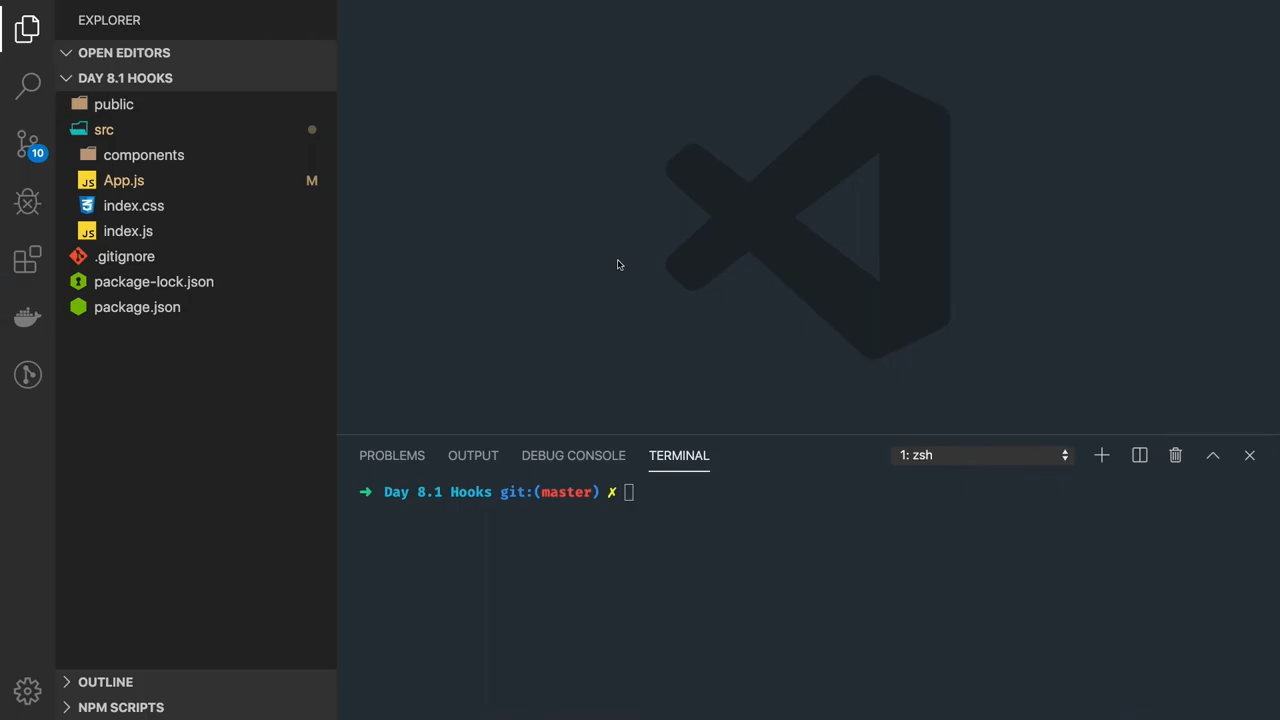 EXPLORER
OPEN EDITORS
DAY 8.1 HOOKS
public
src
components
JS App.js M
index.css
JS index.js
.gitignore
package-lock.json
package.json
10
OUTLINE
NPM SCRIPTS
PROBLEMS OUTPUT DEBUG CONSOLE TERMINAL 1: zsh
➜ Day 8.1 Hooks git:(master) ✗